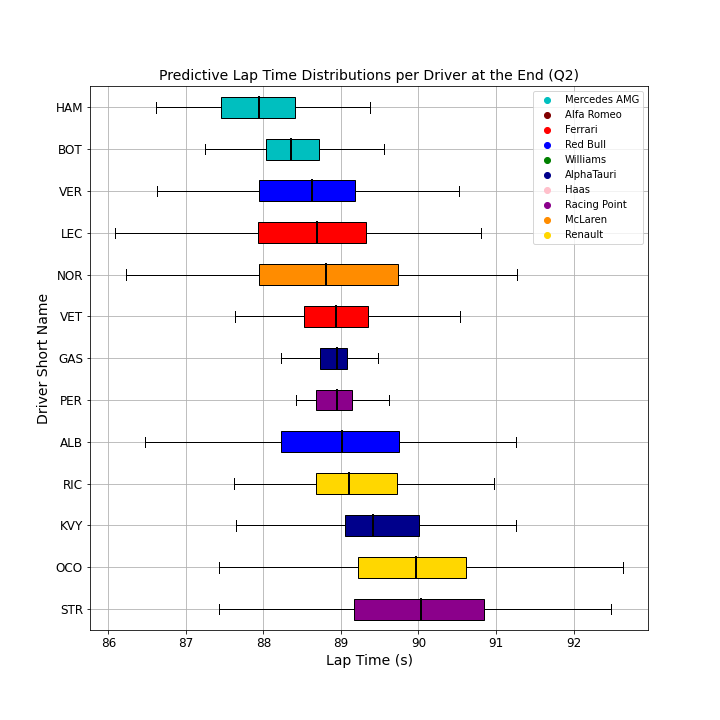 Predictive Lap Time Distributions per Driver at the End (Q2)
HAM
BOT
VER
LEC
NOR
VET
GAS
PER
ALB
RIC
KVY
OCO
STR
Driver Short Name
Mercedes AMG
Alfa Romeo
Ferrari
Red Bull
Williams
AlphaTauri
Haas
Racing Point
McLaren
Renault
86 87 88 89 90 91 92
Lap Time (s)